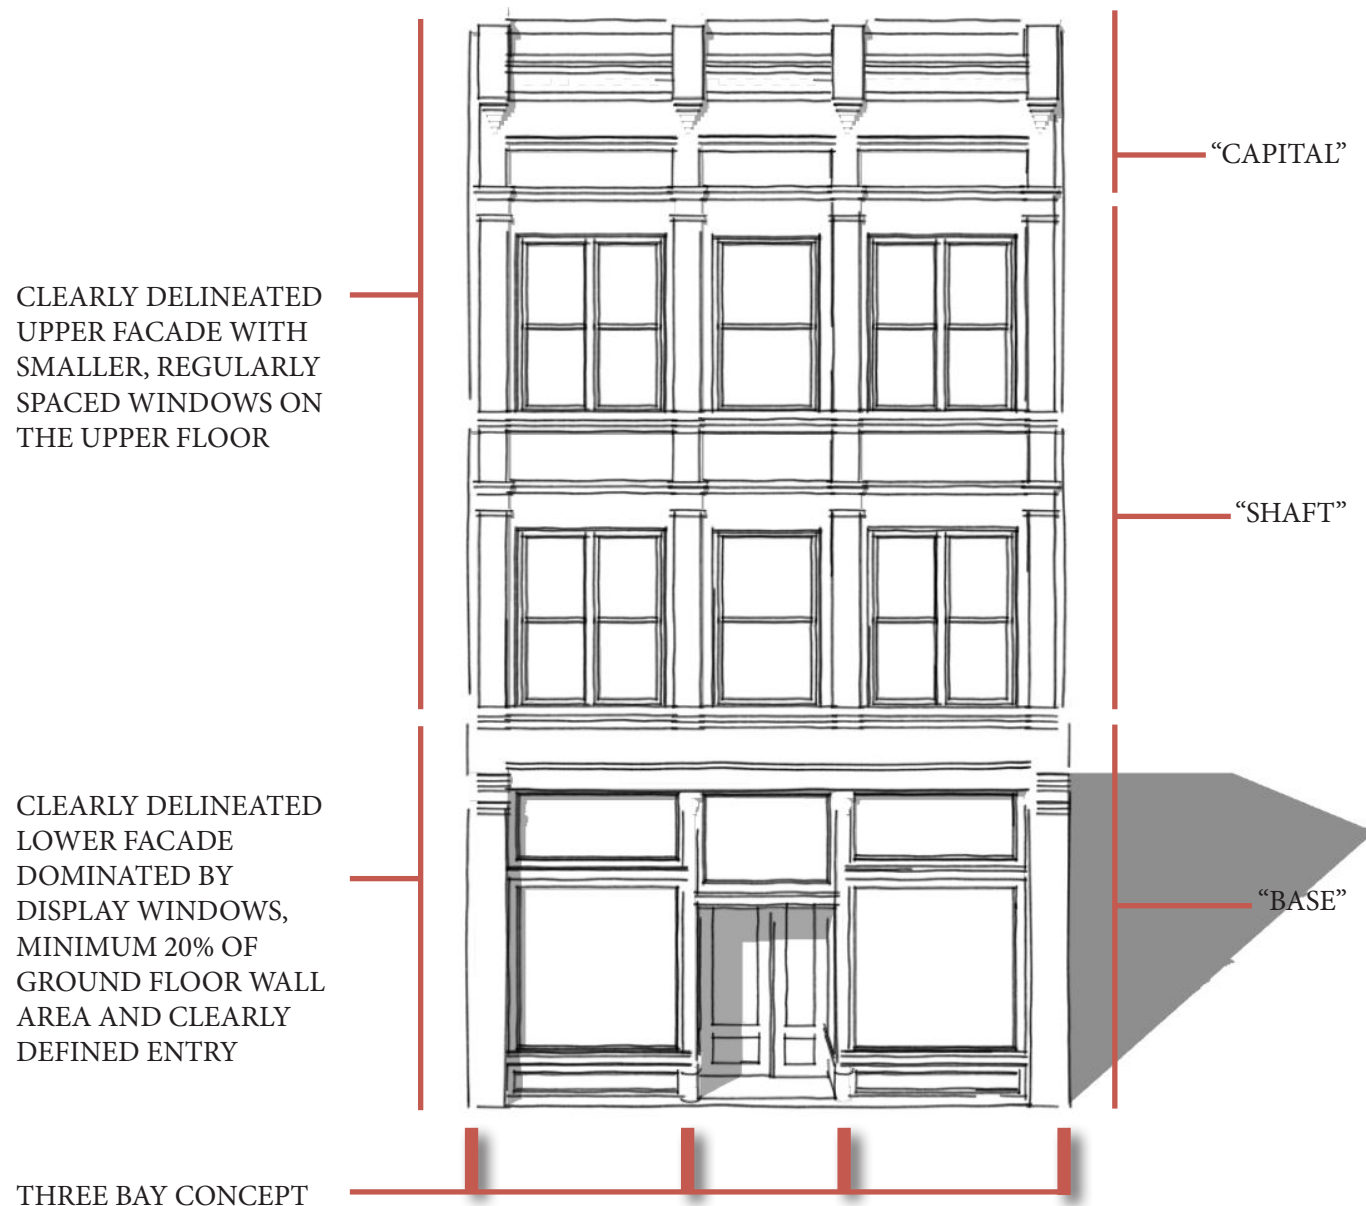 “CAPITAL”
CLEARLY DELINEATED
UPPER FACADE WITH
SMALLER, REGULARLY
SPACED WINDOWS ON
THE UPPER FLOOR
“SHAFT”
CLEARLY DELINEATED
LOWER FACADE
DOMINATED BY
DISPLAY WINDOWS,
MINIMUM 20% OF
GROUND FLOOR WALL
AREA AND CLEARLY
DEFINED ENTRY
“BASE”
THREE BAY CONCEPT